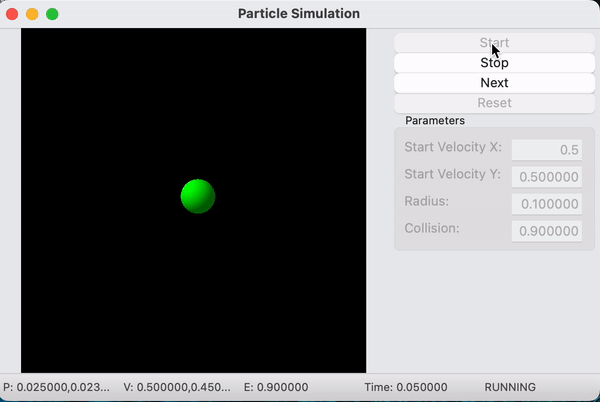 Particle Simulation
Start
Stop
Next
Reset
Parameters
Start Velocity X: 0.5
Start Velocity Y: 0.500000
Radius: 0.100000
Collision: 0.900000
P: 0.025000,0.023... V: 0.500000,0.450... E: 0.900000 Time: 0.050000 RUNNING